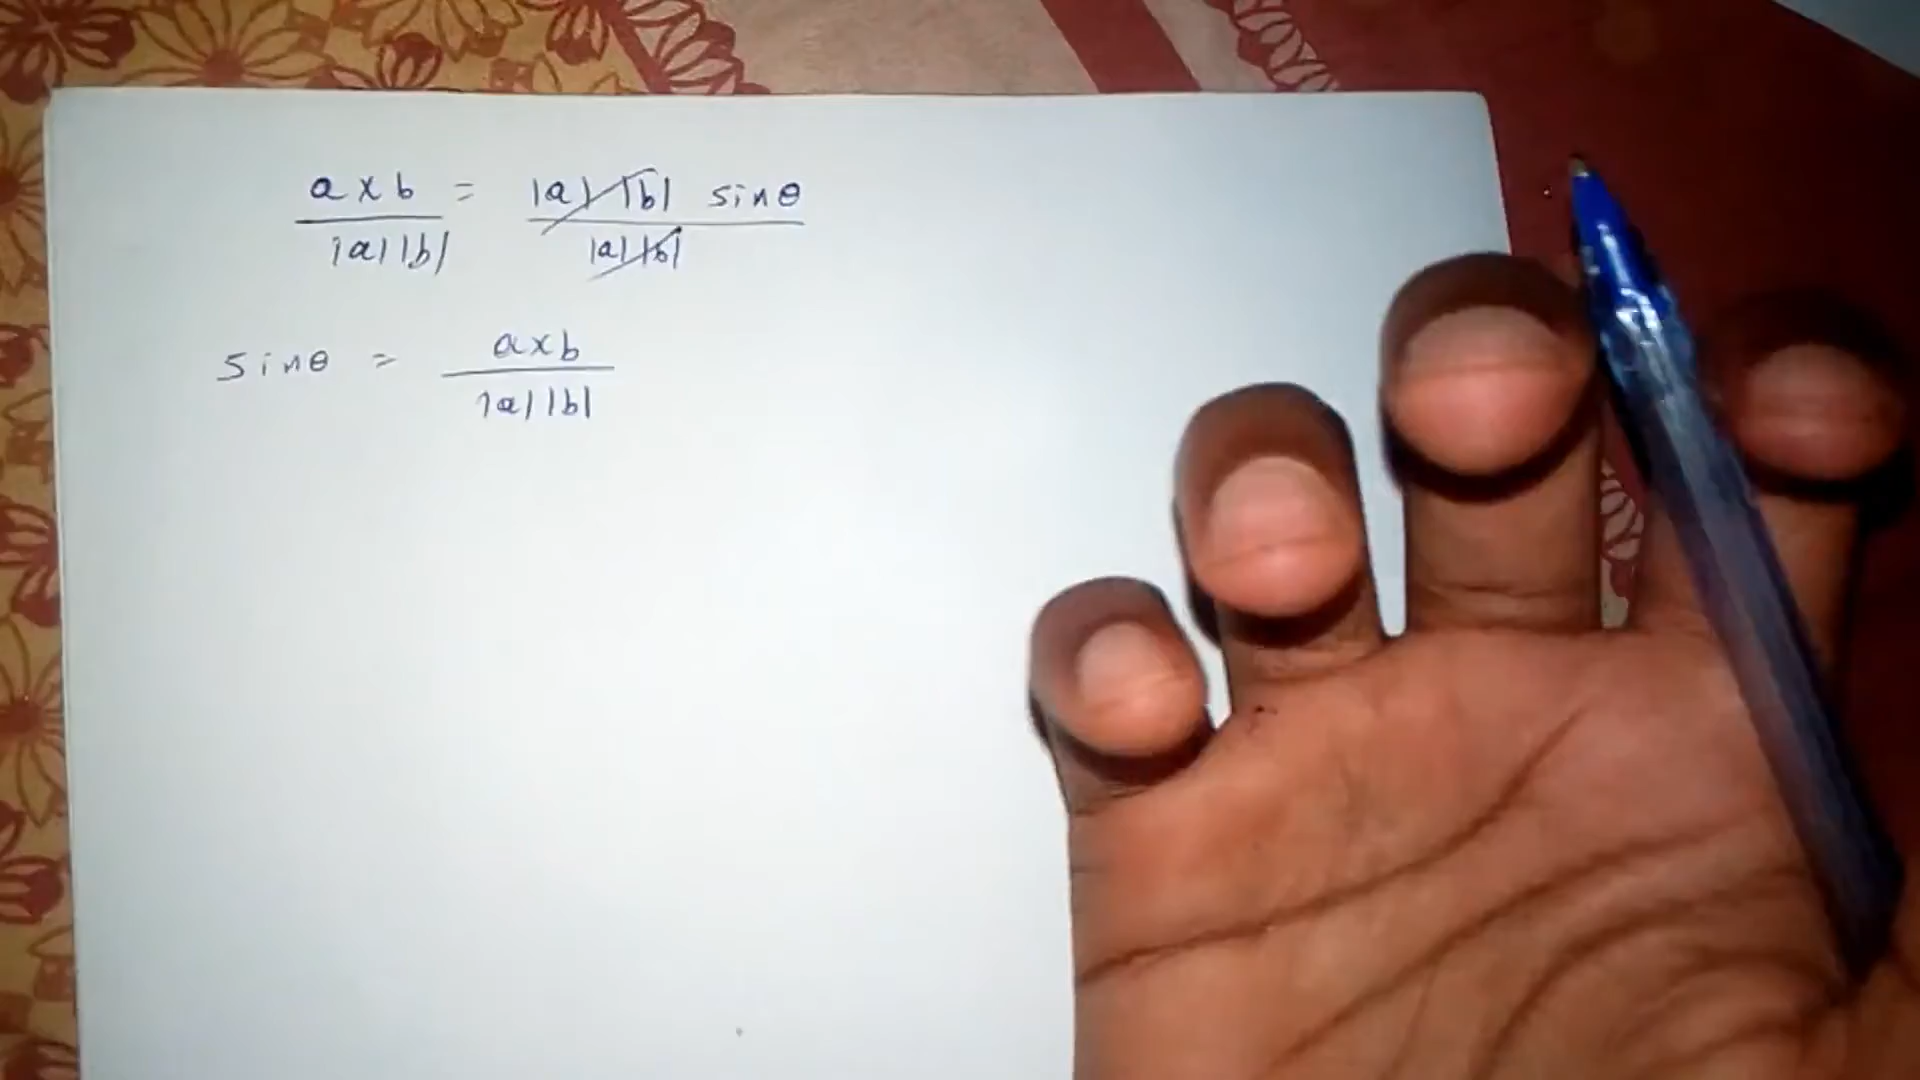 a x b = |a| |b| sinθ
|a| |b| |a| |b|
sinθ = a x b
|a| |b|